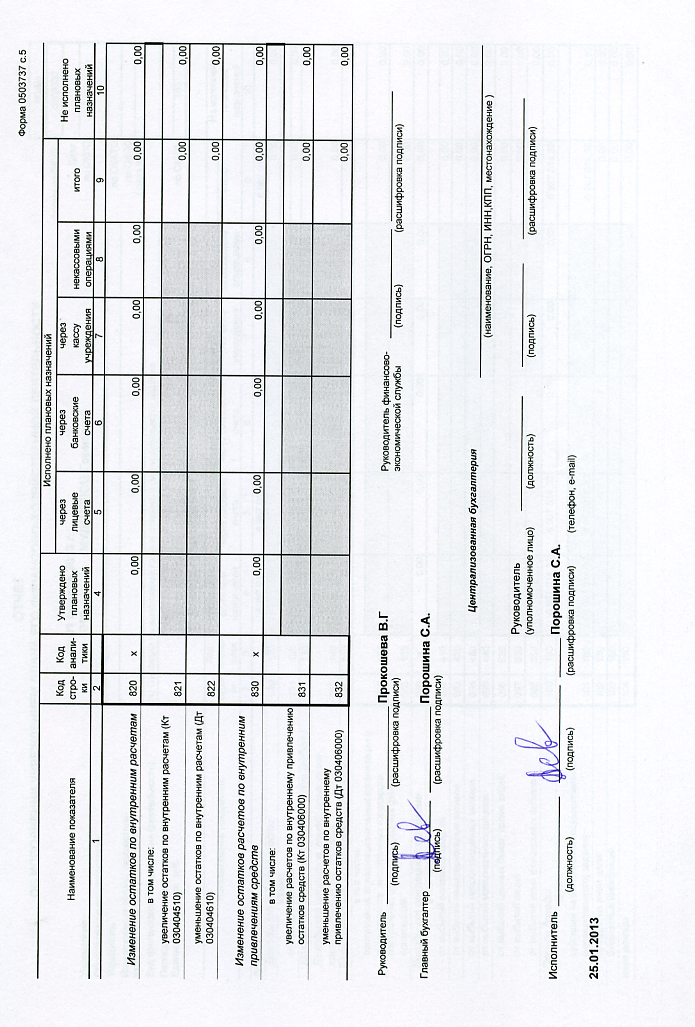 Форма 0503737 с.5
Наименование показателя
Код
стро-
ки
Код
анали-
тики
Утверждено
плановых
назначений
Исполнено плановых назначений
через
лицевые
счета
через
банковские
счета
через
кассу
учреждения
некассовыми
операциями
итого
Не исполнено
плановых
назначений
1 2 4 5 6 7 8 9 10
Изменение остатков по внутренним расчетам 820 x 0,00 0,00 0,00 0,00 0,00 0,00 0,00
в том числе:
увеличение остатков по внутренним расчетам (Кт
030404510) 821 0,00 0,00
уменьшение остатков по внутренним расчетам (Дт
030404610) 822 0,00 0,00
Изменение остатков расчетов по внутренним
привлечениям средств 830 x 0,00 0,00 0,00 0,00 0,00 0,00 0,00
в том числе:
увеличение расчетов по внутреннему привлечению
остатков средств (Кт 030406000) 831 0,00 0,00
уменьшение расчетов по внутреннему
привлечению остатков средств (Дт 030406000) 832 0,00 0,00
Руководитель Прокошева В.Г
(подпись) (расшифровка подписи)
Руководитель финансово-
экономической службы
(подпись) (расшифровка подписи)
Главный бухгалтер Порошина С.А.
(подпись) (расшифровка подписи)
Централизованная бухгалтерия
(наименование, ОГРН, ИНН,КПП, местонахождение )
Руководитель
(уполномоченное лицо)
(должность) (подпись) (расшифровка подписи)
Исполнитель Порошина С.А.
(должность) (подпись) (расшифровка подписи) (телефон, e-mail)
25.01.2013